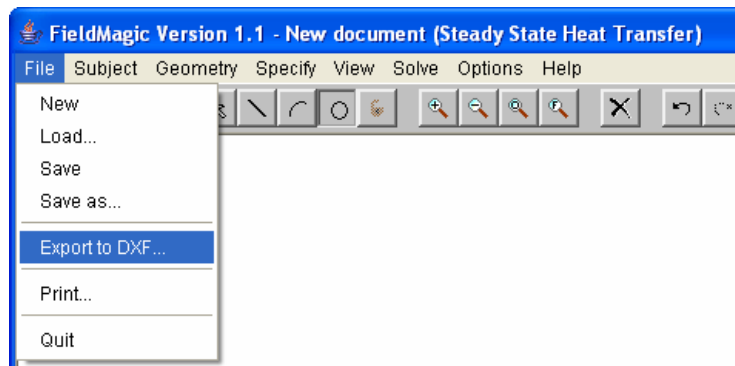 FieldMagic Version 1.1 - New document (Steady State Heat Transfer)
File Subject Geometry Specify View Solve Options Help
New
Load...
Save
Save as...
Export to DXF...
Print...
Quit